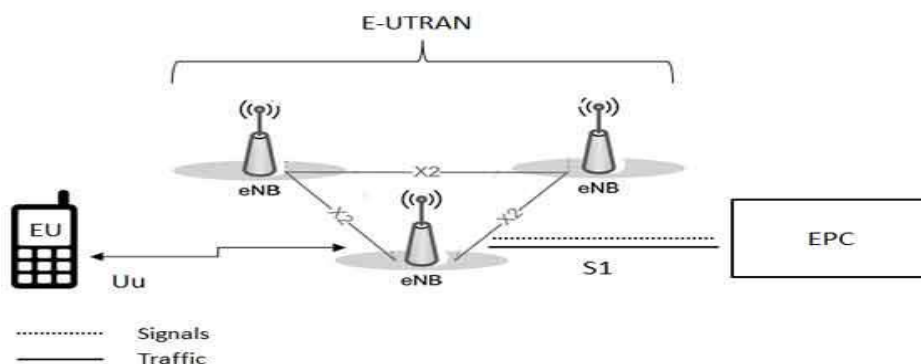 E-UTRAN
X2
eNB
eNB
X2
X2
EU
Uu
eNB
S1
EPC
Signals
Traffic